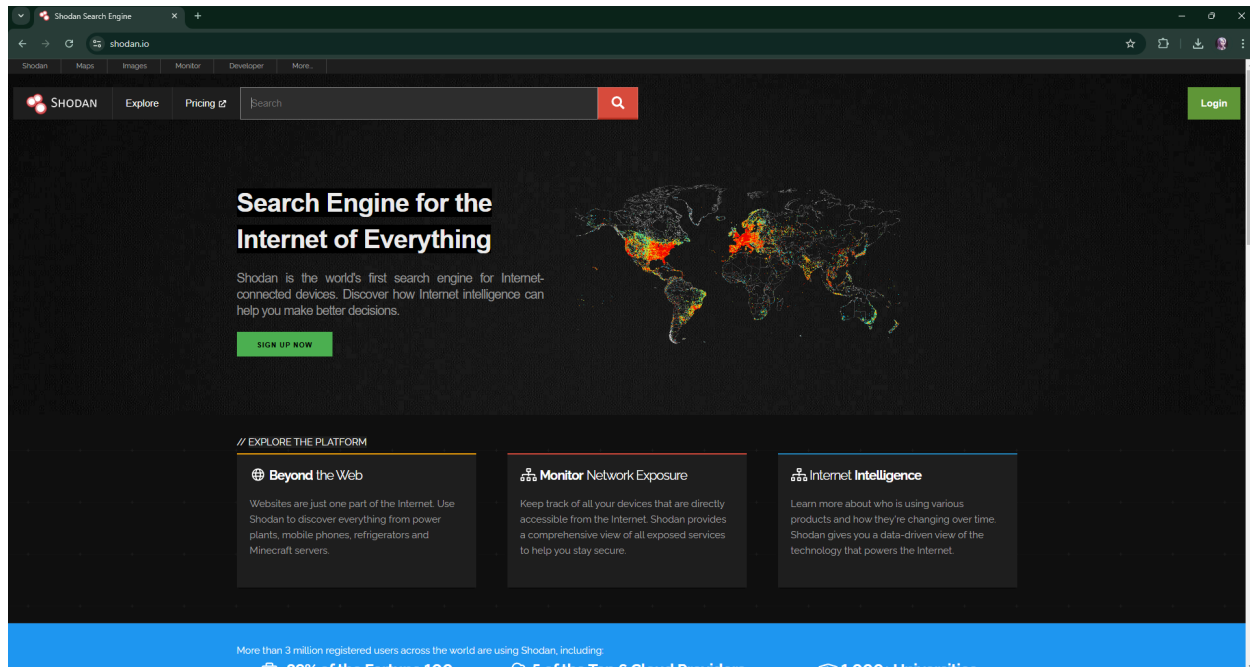 Shodan Search Engine
shodan.io
Shodan Maps Images Monitor Developer More...
SHODAN Explore Pricing Search Login
Search Engine for the
Internet of Everything
Shodan is the world's first search engine for Internet-
connected devices. Discover how Internet intelligence can
help you make better decisions.
SIGN UP NOW
// EXPLORE THE PLATFORM
Beyond the Web
Websites are just one part of the Internet. Use
Shodan to discover everything from power
plants, mobile phones, refrigerators and
Minecraft servers.
Monitor Network Exposure
Keep track of all your devices that are directly
accessible from the Internet. Shodan provides
a comprehensive view of all exposed services
to help you stay secure.
Internet Intelligence
Learn more about who is using various
products and how they're changing over time.
Shodan gives you a data-driven view of the
technology that powers the Internet.
More than 3 million registered users across the world are using Shodan, including: